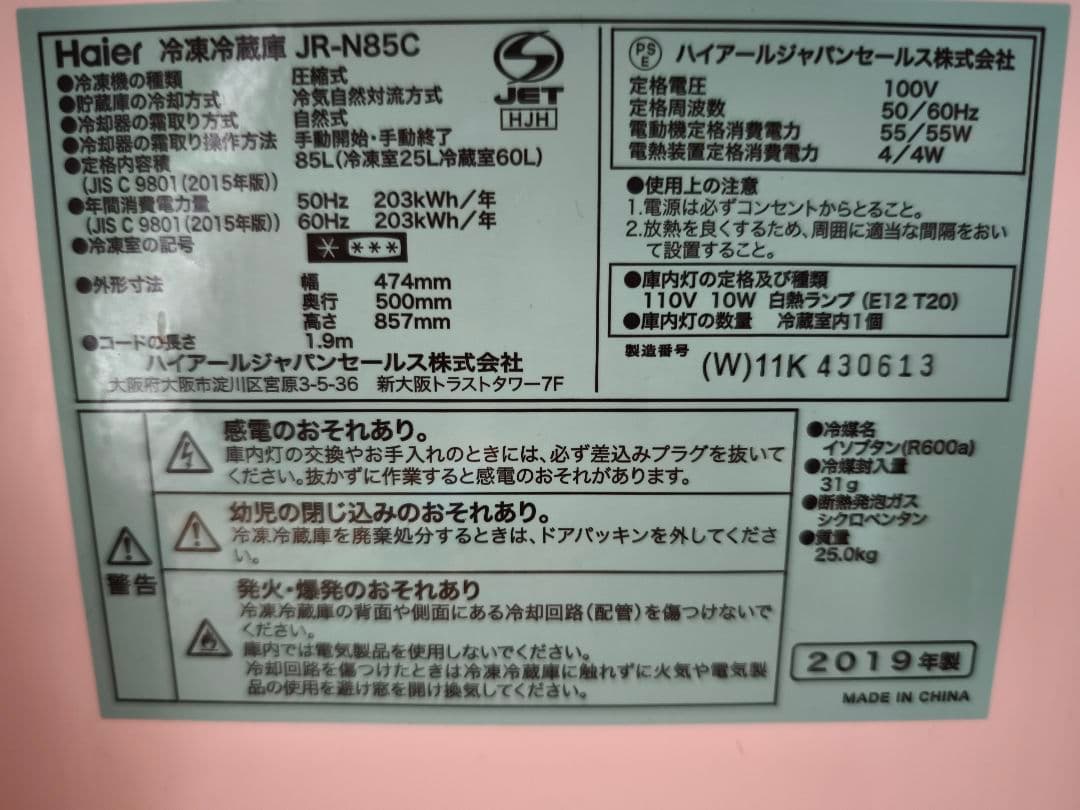 Haier 冷凍冷蔵庫 JR-N85C
●冷凍機の種類 圧縮式
●貯蔵庫の冷却方式 冷気自然対流方式
●冷却器の霜取り方式 自然式
●冷却器の霜取り操作方法 手動開始・手動終了
●定格内容積 85L(冷凍室25L冷蔵室60L)
(JIS C 9801(2015年版))
●年間消費電力量 50Hz 203kWh/年
(JIS C 9801(2015年版)) 60Hz 203kWh/年
●冷凍室の記号 * ***
●外形寸法 幅 474mm
奥行 500mm
高さ 857mm
●コードの長さ 1.9m
ハイアールジャパンセールス株式会社
大阪府大阪市淀川区宮原3-5-36 新大阪トラストタワー7F
JET
HJH
PS
E
ハイアールジャパンセールス株式会社
定格電圧 100V
定格周波数 50/60Hz
電動機定格消費電力 55/55W
電熱装置定格消費電力 4/4W
●使用上の注意
1.電源は必ずコンセントからとること。
2.放熱を良くするため、周囲に適当な間隔をおい
て設置すること。
●庫内灯の定格及び種類
110V 10W 白熱ランプ (E12 T20)
●庫内灯の数量 冷蔵室内1個
製造番号 (W)11K 430613
警告
感電のおそれあり。
庫内灯の交換やお手入れのときには、必ず差込みプラグを抜いて
ください。抜かずに作業すると感電のおそれがあります。
幼児の閉じ込みのおそれあり。
冷凍冷蔵庫を廃棄処分するときは、ドアパッキンを外してくださ
い。
発火・爆発のおそれあり
冷凍冷蔵庫の背面や側面にある冷却回路(配管)を傷つけないで
ください。
庫内では電気製品を使用しないでください。
冷却回路を傷つけたときは冷凍冷蔵庫に触れずに火気や電気製
品の使用を避け窓を開け換気してください。
●冷媒名
イソブタン(R600a)
●冷媒封入量
31g
●断熱発泡ガス
シクロペンタン
●質量
25.0kg
2019年製
MADE IN CHINA